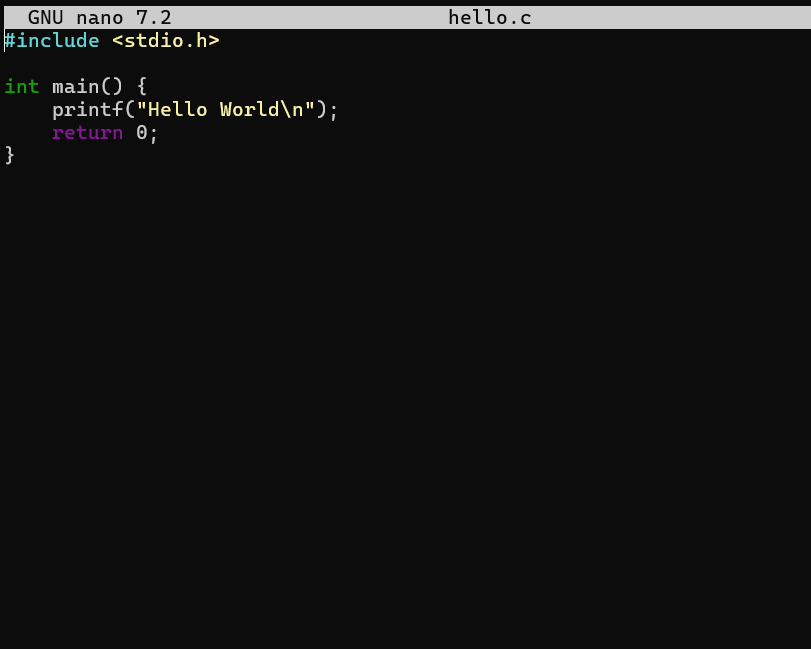 GNU nano 7.2 hello.c
#include <stdio.h>
int main() {
    printf("Hello World\n");
    return 0;
}